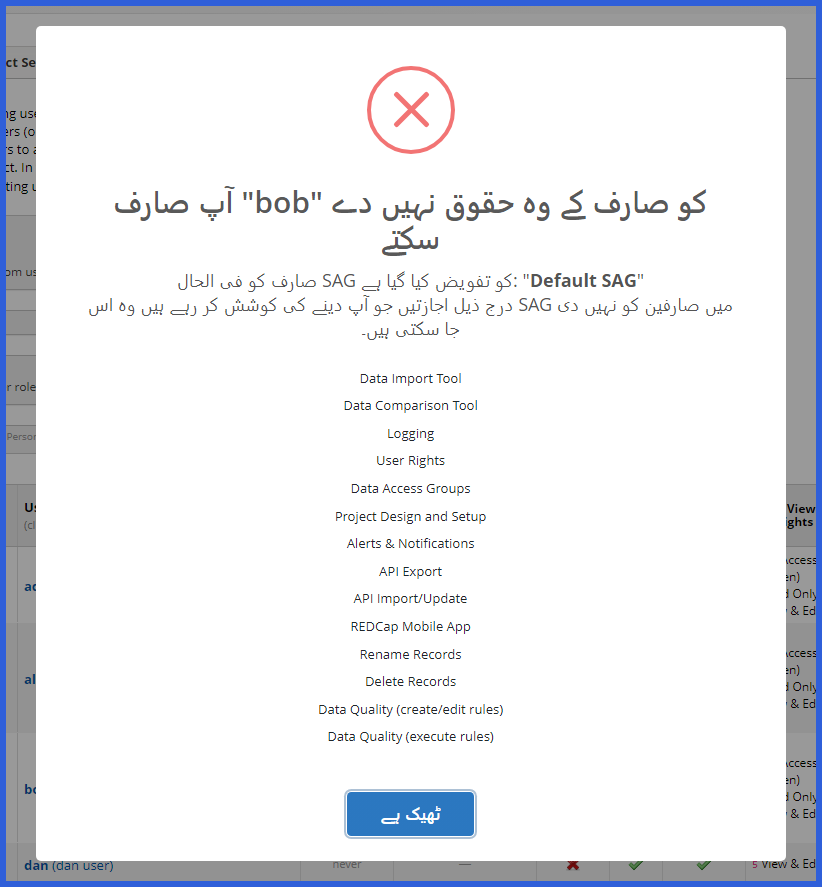 آپ صارف "bob" کو صارف کے وہ حقوق نہیں دے
سکتے
صارف کو فی الحال SAG کو تفویض کیا گیا ہے: "Default SAG"
درج ذیل اجازتیں جو آپ دینے کی کوشش کر رہے ہیں وہ اس SAG میں صارفین کو نہیں دی
جا سکتی ہیں۔
Data Import Tool
Data Comparison Tool
Logging
User Rights
Data Access Groups
Project Design and Setup
Alerts & Notifications
API Export
API Import/Update
REDCap Mobile App
Rename Records
Delete Records
Data Quality (create/edit rules)
Data Quality (execute rules)
ٹھیک ہے
dan (dan user) never — 5 View & Ed